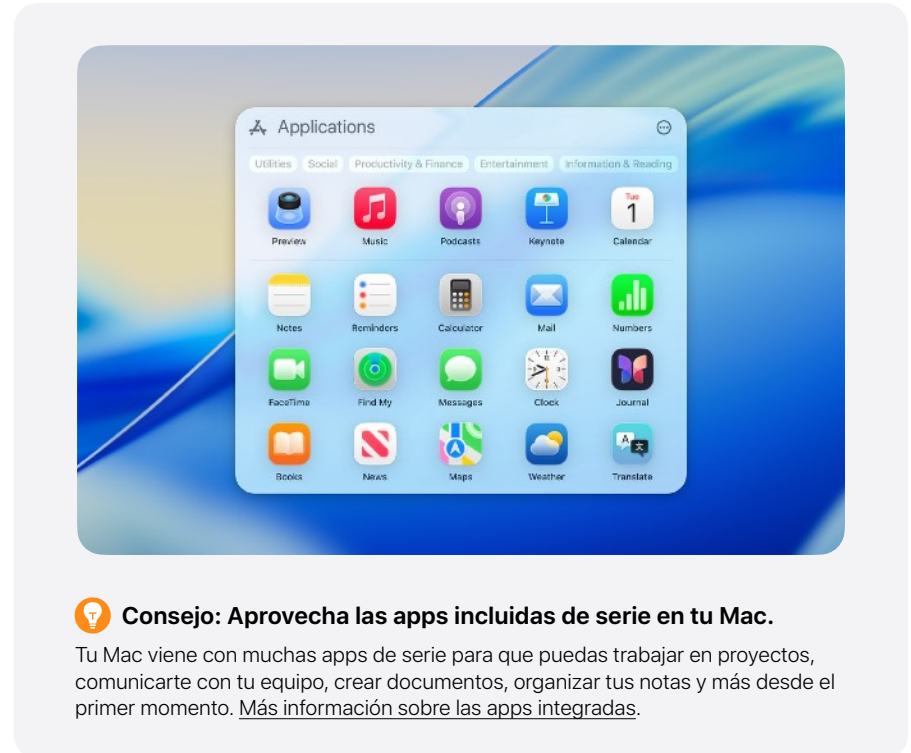 Applications
Utilities Social Productivity & Finance Entertainment Information & Reading
Tue
1
Preview Music Podcasts Keynote Calendar
Notes Reminders Calculator Mail Numbers
FaceTime Find My Messages Clock Journal
A 文
Books News Maps Weather Translate
Consejo: Aprovecha las apps incluidas de serie en tu Mac.
Tu Mac viene con muchas apps de serie para que puedas trabajar en proyectos,
comunicarte con tu equipo, crear documentos, organizar tus notas y más desde el
primer momento. Más información sobre las apps integradas.